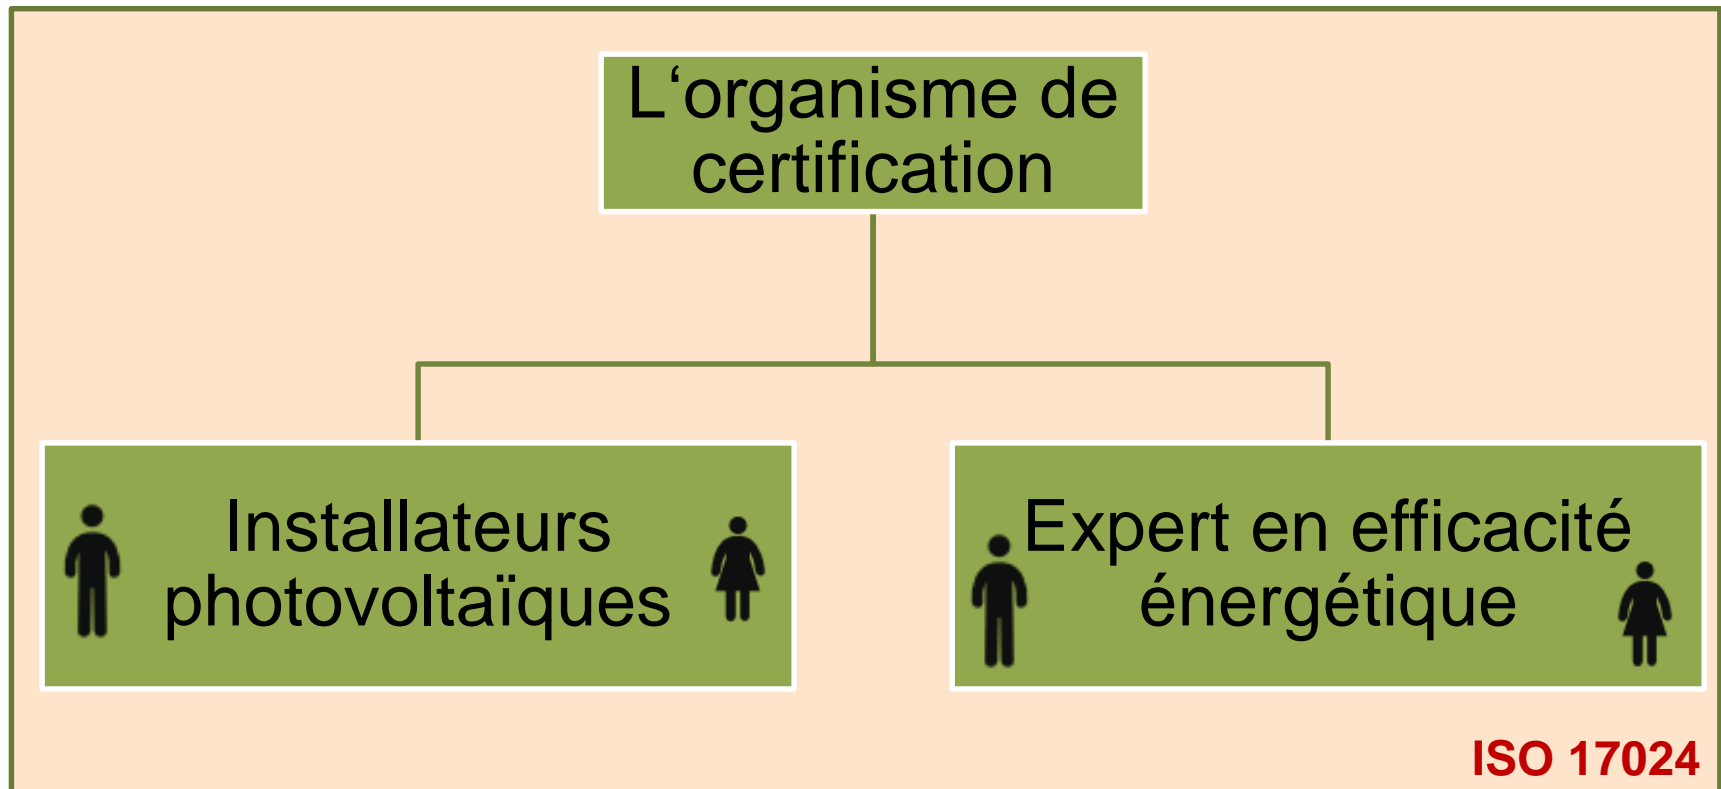 L‘organisme de
certification
Installateurs
photovoltaïques
Expert en efficacité
énergétique
ISO 17024